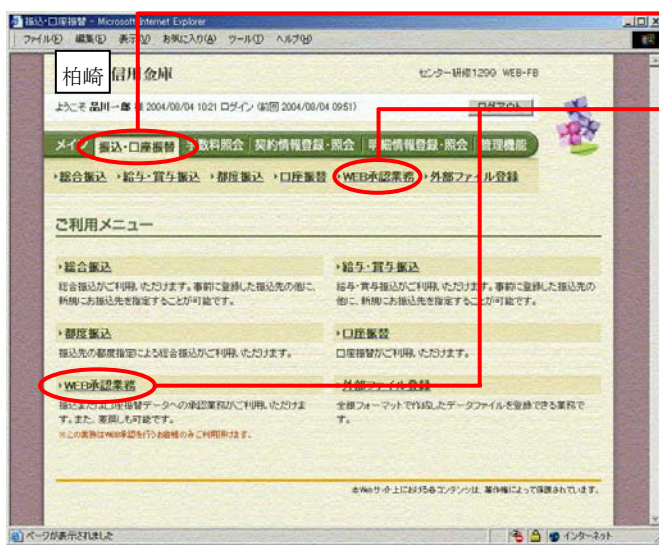 振込・口座振替 - Microsoft Internet Explorer
ファイル(F) 編集(E) 表示(V) お気に入り(A) ツール(T) ヘルプ(H)
柏崎 信用金庫
センター研修1290 WEB-FB
ようこそ 品川一郎 様 2004/08/04 10:21 ログイン (前回 2004/08/04 09:51)
ログアウト
メイン 振込・口座振替 手数料照会 契約情報登録・照会 明細情報登録・照会 管理機能
総合振込 給与・賞与振込 都度振込 口座振替 WEB承認業務 外部ファイル登録
ご利用メニュー
総合振込
総合振込がご利用いただけます。事前に登録した振込先の他に、
新規にお振込先を指定することが可能です。
給与・賞与振込
給与・賞与振込がご利用いただけます。事前に登録した振込先の
他に、新規にお振込先を指定することが可能です。
都度振込
振込先の都度指定による総合振込がご利用いただけます。
口座振替
口座振替がご利用いただけます。
WEB承認業務
振込または口座振替データへの承認業務がご利用いただけま
す。また、差戻しも可能です。
※この業務はWEB承認を行うお客様のみご利用頂けます。
外部ファイル登録
全銀フォーマットで作成したデータファイルを登録できる業務で
す。
本Webサイト上における各コンテンツは、著作権によって保護されています。
ページが表示されました
インターネット